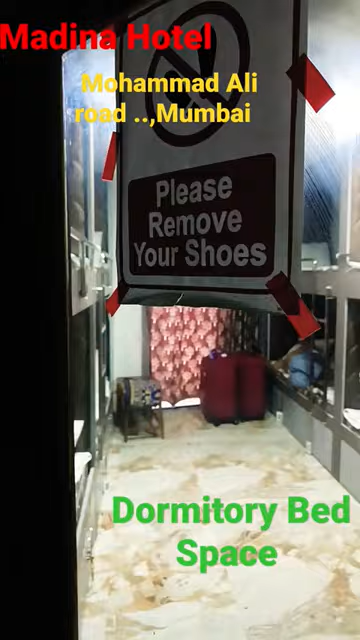 Madina Hotel
Mohammad Ali
road ..,Mumbai
Please
Remove
Your Shoes
Dormitory Bed
Space